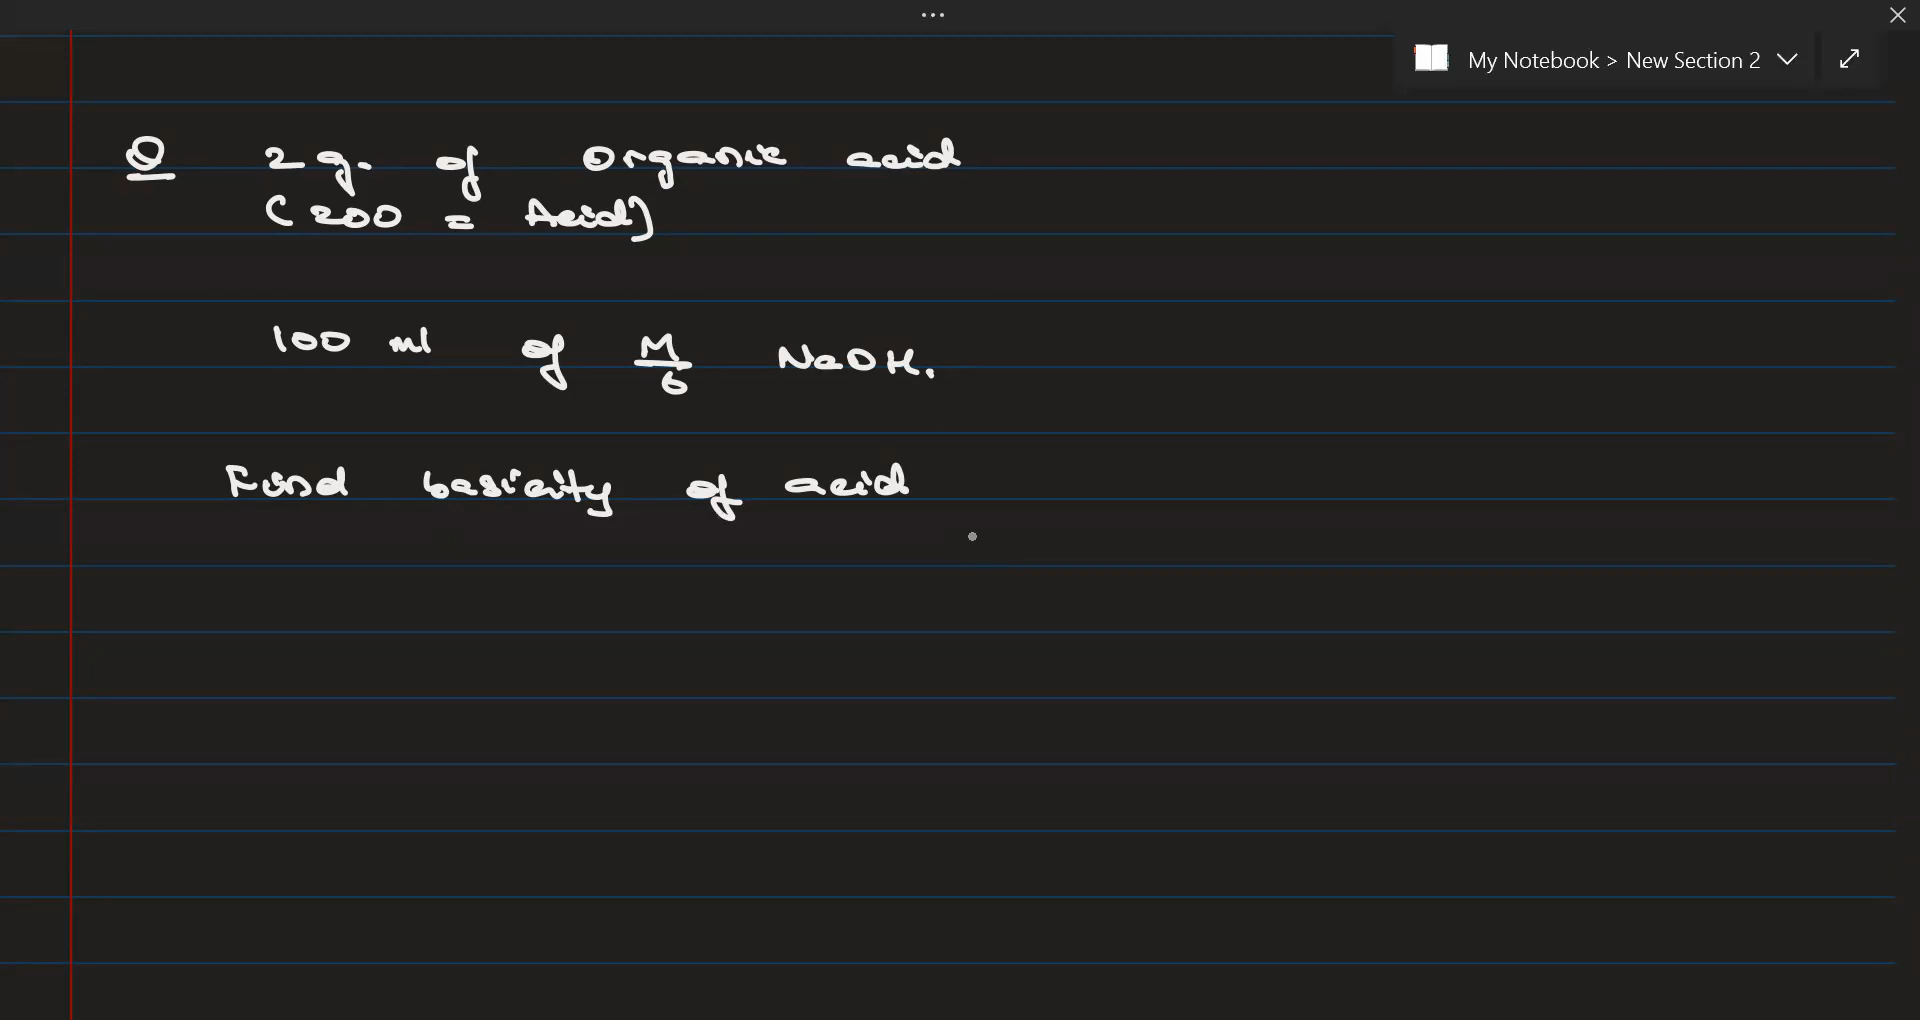 ...
My Notebook > New Section 2
Q 2 g. of Organic acid
(200 = Acid)
100 ml of M/6 NaOH.
Find basicity of acid